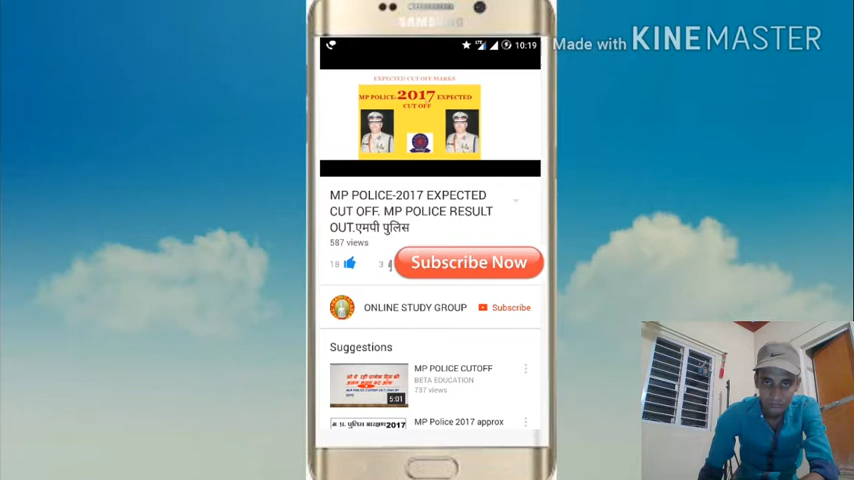 SAMSUNG
10:19
Made with KINEMASTER
EXPECTED CUT OFF MARKS
MP POLICE-2017 EXPECTED
CUT OFF
MP POLICE-2017 EXPECTED
CUT OFF. MP POLICE RESULT
OUT.एमपी पुलिस
587 views
18
3
Subscribe Now
ONLINE STUDY GROUP
Subscribe
Suggestions
MP POLICE CUTOFF
BETA EDUCATION
737 views
5:01
MP Police 2017 approx